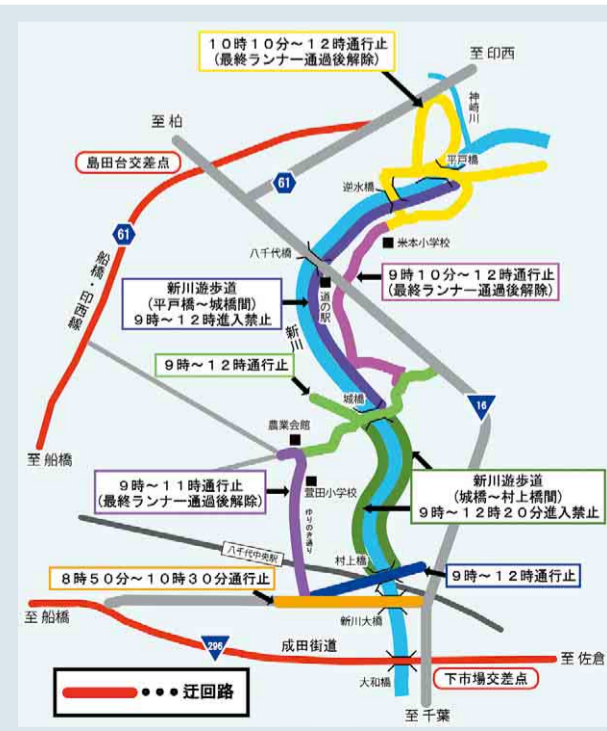 10時10分～12時通行止
(最終ランナー通過後解除)
至 印西
神崎川
至 柏
島田台交差点
61
平戸橋
逆水橋
61
米本小学校
八千代橋
船橋・印西線
新川遊歩道
(平戸橋～城橋間)
9時～12時進入禁止
道の駅
9時10分～12時通行止
(最終ランナー通過後解除)
新川
9時～12時通行止
城橋
16
農業会館
至 船橋
9時～11時通行止
(最終ランナー通過後解除)
萱田小学校
ゆりのき通り
新川遊歩道
(城橋～村上橋間)
9時～12時20分進入禁止
八千代中央駅
村上橋
8時50分～10時30分通行止
9時～12時通行止
至 船橋
新川大橋
296
成田街道
至 佐倉
大和橋
下市場交差点
・・・迂回路
至 千葉